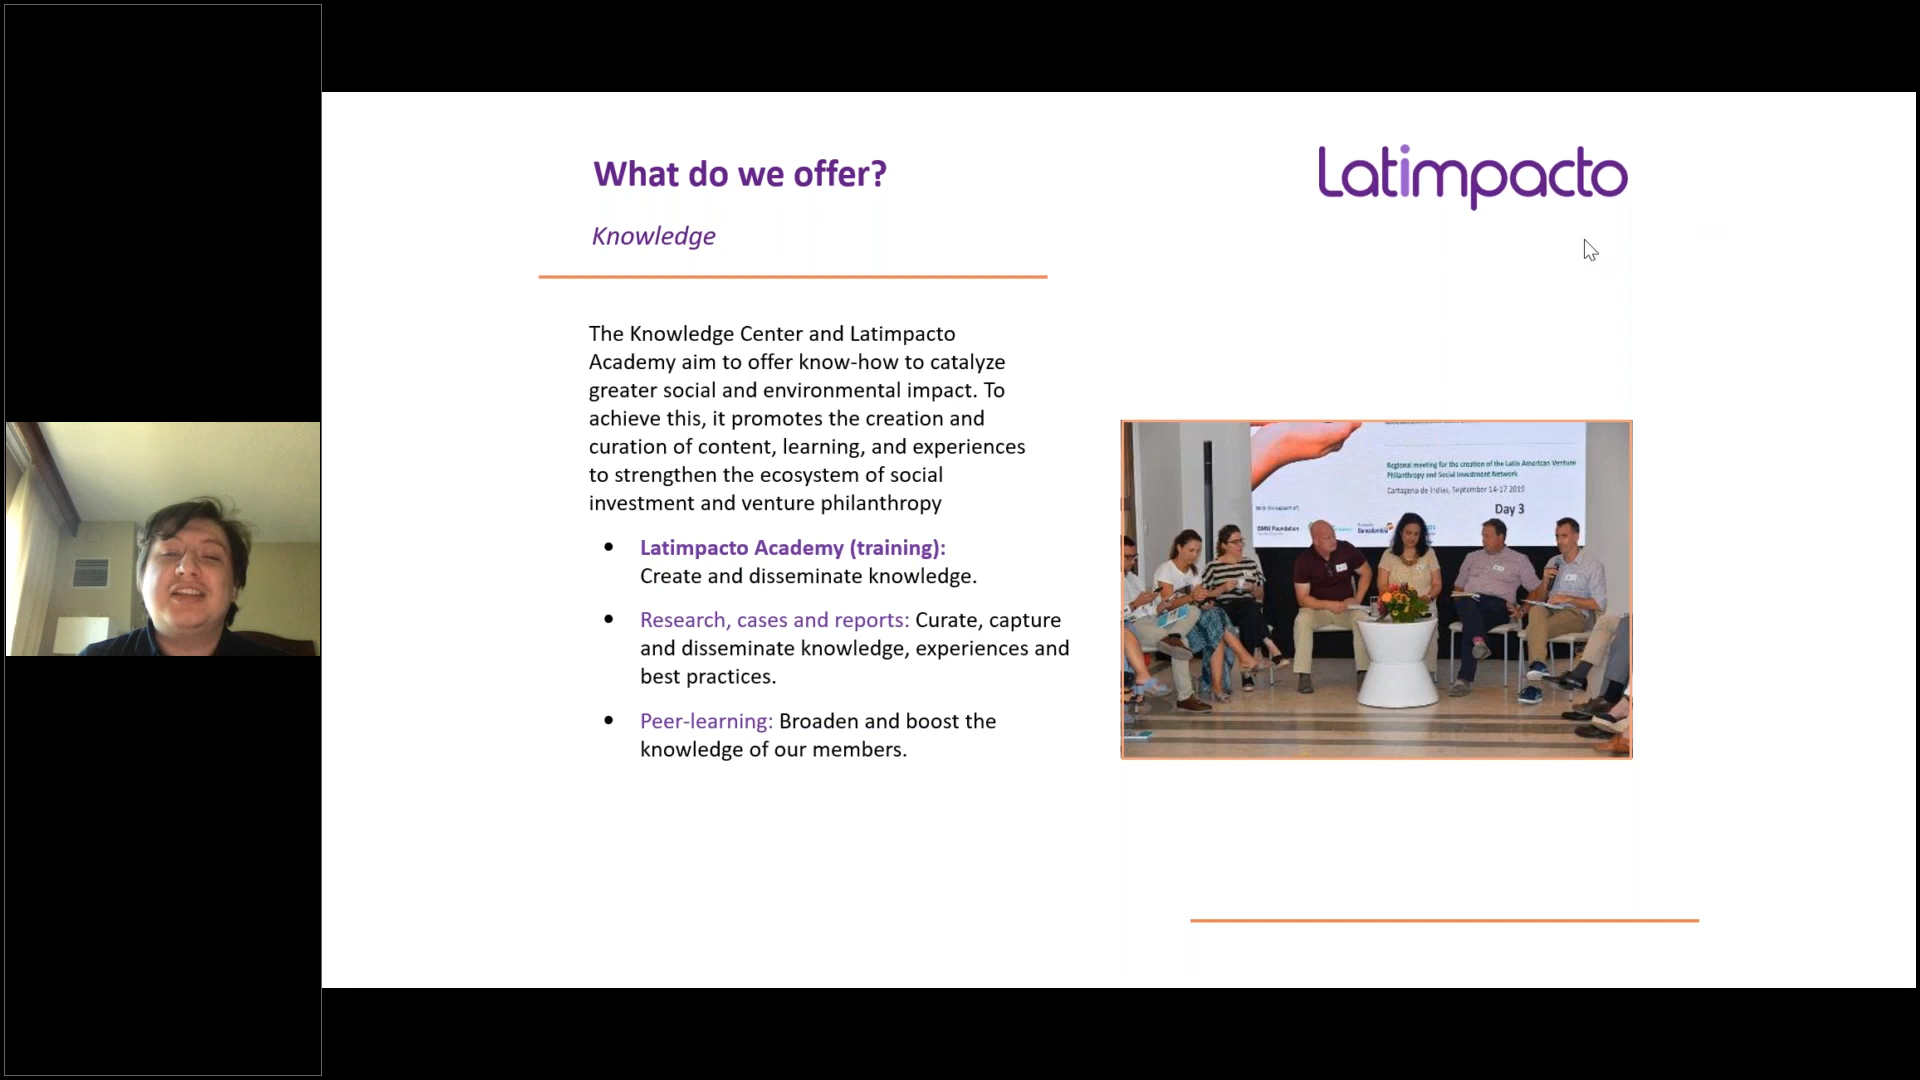 What do we offer?
Latimpacto
Knowledge
The Knowledge Center and Latimpacto
Academy aim to offer know-how to catalyze
greater social and environmental impact. To
achieve this, it promotes the creation and
curation of content, learning, and experiences
to strengthen the ecosystem of social
investment and venture philanthropy
Latimpacto Academy (training):
Create and disseminate knowledge.
Research, cases and reports: Curate, capture
and disseminate knowledge, experiences and
best practices.
Peer-learning: Broaden and boost the
knowledge of our members.
Regional meeting for the creation of the Latin American Venture
Philanthropy and Social Investment Network
Cartagena de Indias, September 14-17 2019
Day 3
BMW Foundation
Bancolombia